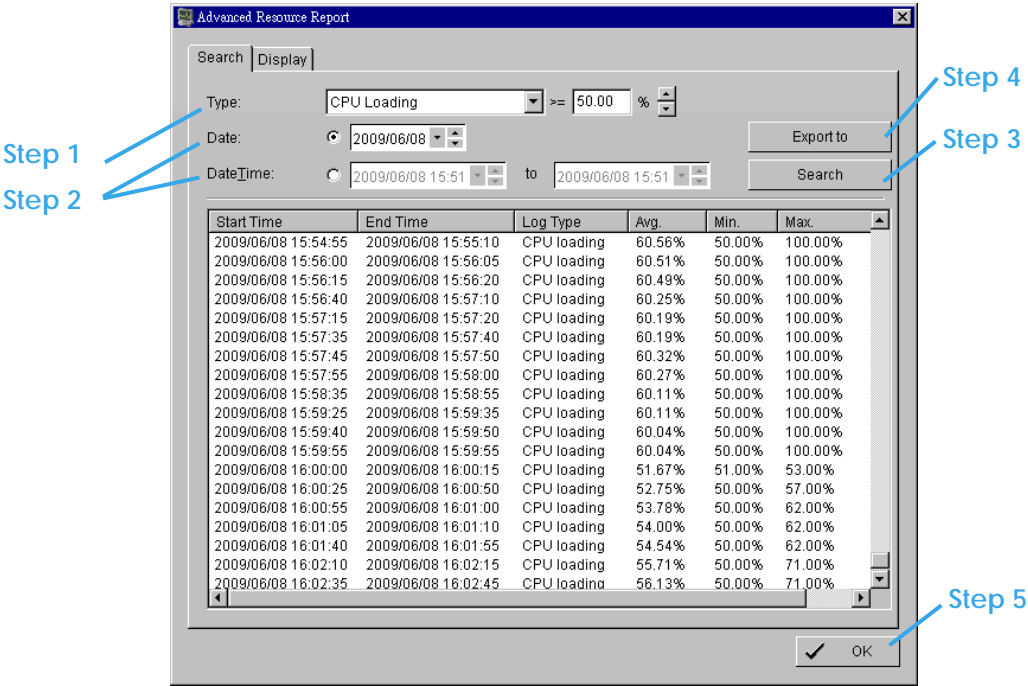 Advanced Resource Report
Search Display
Step 4
Type: CPU Loading >= 50.00 %
Step 1
Date: 2009/06/08 Export to
Step 3
Step 2
DateTime: 2009/06/08 15:51 to 2009/06/08 15:51 Search
Start Time End Time Log Type Avg. Min. Max.
2009/06/08 15:54:55 2009/06/08 15:55:10 CPU loading 60.56% 50.00% 100.00%
2009/06/08 15:56:00 2009/06/08 15:56:05 CPU loading 60.51% 50.00% 100.00%
2009/06/08 15:56:15 2009/06/08 15:56:20 CPU loading 60.49% 50.00% 100.00%
2009/06/08 15:56:40 2009/06/08 15:57:10 CPU loading 60.25% 50.00% 100.00%
2009/06/08 15:57:15 2009/06/08 15:57:20 CPU loading 60.19% 50.00% 100.00%
2009/06/08 15:57:35 2009/06/08 15:57:40 CPU loading 60.19% 50.00% 100.00%
2009/06/08 15:57:45 2009/06/08 15:57:50 CPU loading 60.32% 50.00% 100.00%
2009/06/08 15:57:55 2009/06/08 15:58:00 CPU loading 60.27% 50.00% 100.00%
2009/06/08 15:58:35 2009/06/08 15:58:55 CPU loading 60.11% 50.00% 100.00%
2009/06/08 15:59:25 2009/06/08 15:59:35 CPU loading 60.11% 50.00% 100.00%
2009/06/08 15:59:40 2009/06/08 15:59:50 CPU loading 60.04% 50.00% 100.00%
2009/06/08 15:59:55 2009/06/08 15:59:55 CPU loading 60.04% 50.00% 100.00%
2009/06/08 16:00:00 2009/06/08 16:00:15 CPU loading 51.67% 51.00% 53.00%
2009/06/08 16:00:25 2009/06/08 16:00:50 CPU loading 52.75% 50.00% 57.00%
2009/06/08 16:00:55 2009/06/08 16:01:00 CPU loading 53.78% 50.00% 62.00%
2009/06/08 16:01:05 2009/06/08 16:01:10 CPU loading 54.00% 50.00% 62.00%
2009/06/08 16:01:40 2009/06/08 16:01:55 CPU loading 54.54% 50.00% 62.00%
2009/06/08 16:02:10 2009/06/08 16:02:15 CPU loading 55.71% 50.00% 71.00%
2009/06/08 16:02:35 2009/06/08 16:02:45 CPU loading 56.13% 50.00% 71.00%
Step 5
OK